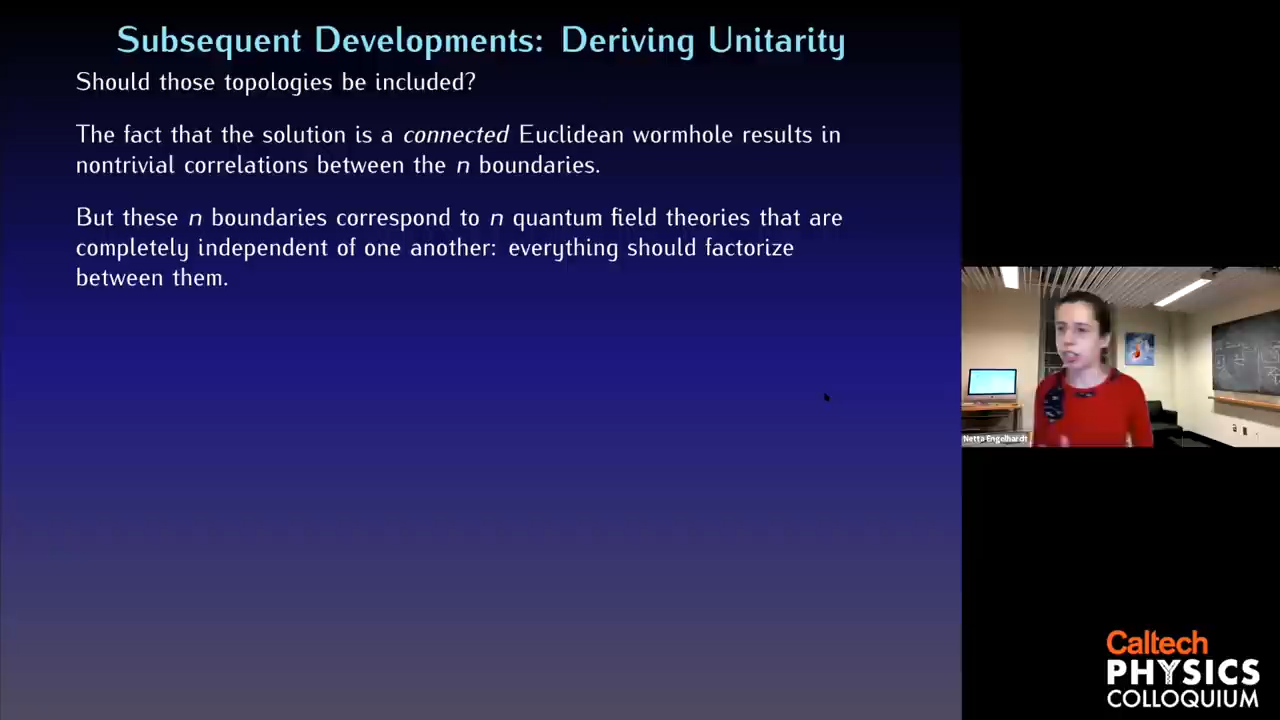 Subsequent Developments: Deriving Unitarity
Should those topologies be included?
The fact that the solution is a connected Euclidean wormhole results in
nontrivial correlations between the n boundaries.
But these n boundaries correspond to n quantum field theories that are
completely independent of one another: everything should factorize
between them.
Netta Engelhardt
Caltech
PHYSICS
COLLOQUIUM